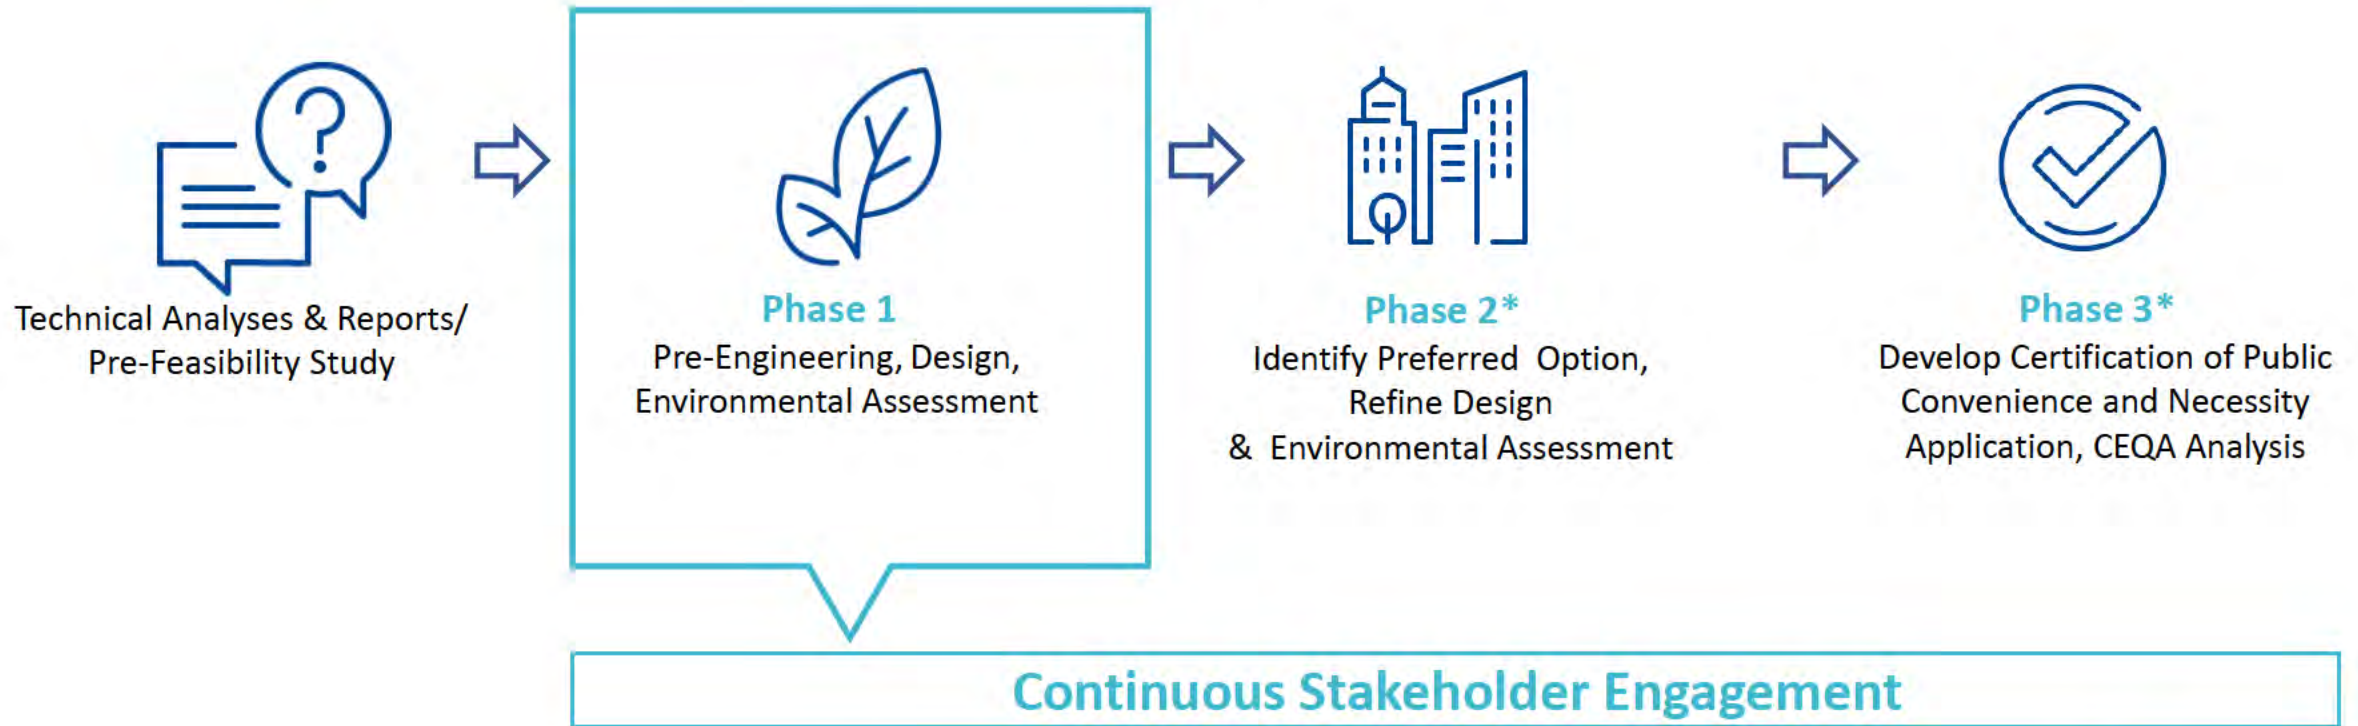 Technical Analyses & Reports/
Pre-Feasibility Study
Phase 1
Pre-Engineering, Design,
Environmental Assessment
Phase 2*
Identify Preferred Option,
Refine Design
& Environmental Assessment
Phase 3*
Develop Certification of Public
Convenience and Necessity
Application, CEQA Analysis
Continuous Stakeholder Engagement